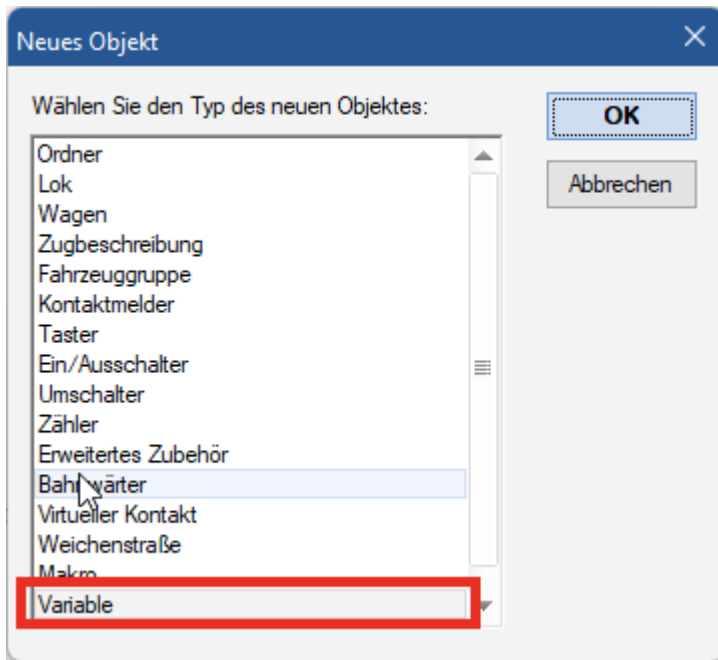 Neues Objekt
Wählen Sie den Typ des neuen Objektes:
OK
Abbrechen
Ordner
Lok
Wagen
Zugbeschreibung
Fahrzeuggruppe
Kontaktmelder
Taster
Ein/Ausschalter
Umschalter
Zähler
Erweitertes Zubehör
Bahnwärter
Virtueller Kontakt
Weichenstraße
Makro
Variable